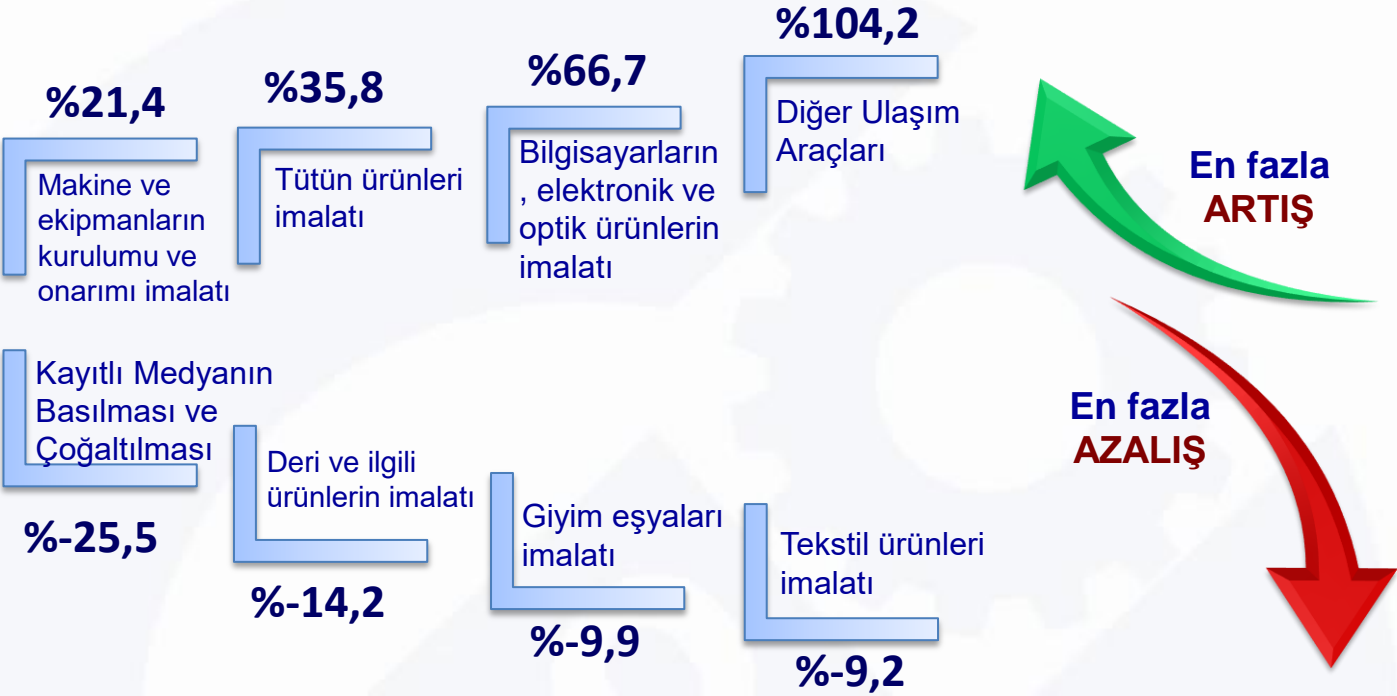 %21,4
Makine ve
ekipmanların
kurulumu ve
onarımı imalatı
%35,8
Tütün ürünleri
imalatı
%66,7
Bilgisayarların
, elektronik ve
optik ürünlerin
imalatı
%104,2
Diğer Ulaşım
Araçları
En fazla
ARTIŞ
Kayıtlı Medyanın
Basılması ve
Çoğaltılması
%-25,5
Deri ve ilgili
ürünlerin imalatı
%-14,2
Giyim eşyaları
imalatı
%-9,9
Tekstil ürünleri
imalatı
%-9,2
En fazla
AZALIŞ